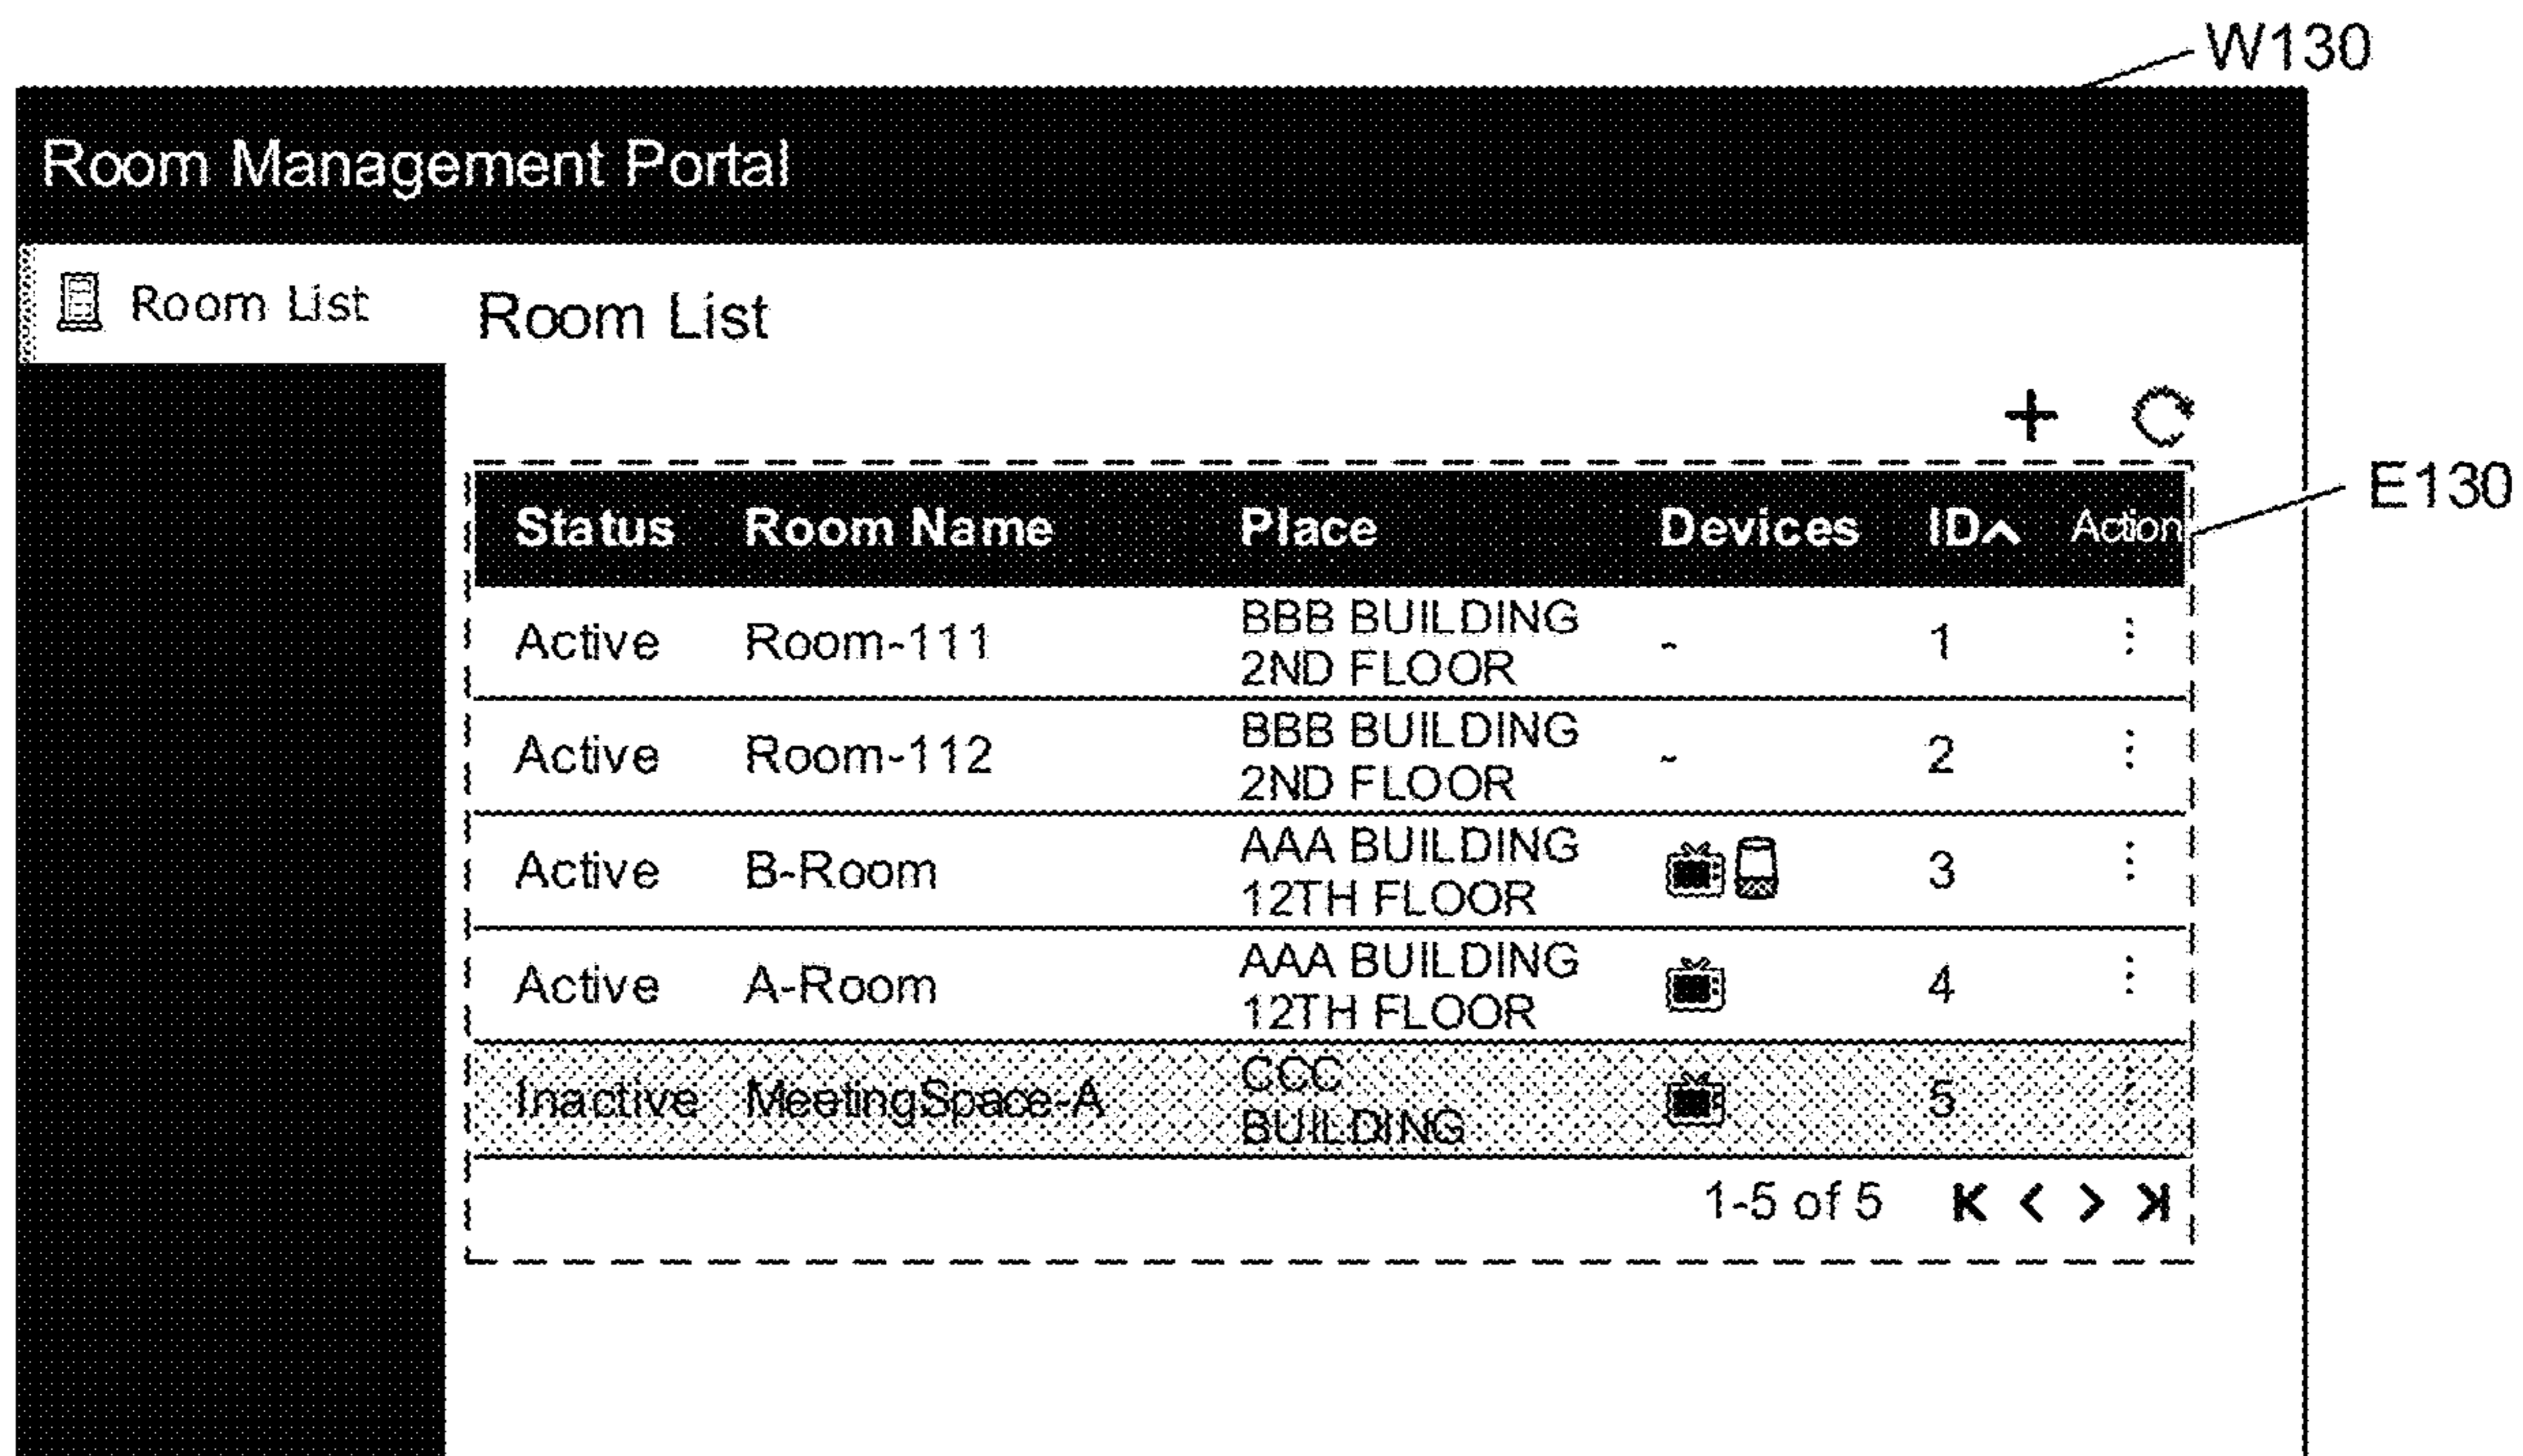 W130
Room Management Portal
Room List
Room List
E130
Status Room Name Place Devices ID Action
Active Room-111 BBB BUILDING 2ND FLOOR - 1
Active Room-112 BBB BUILDING 2ND FLOOR - 2
Active B-Room AAA BUILDING 12TH FLOOR 3
Active A-Room AAA BUILDING 12TH FLOOR 4
Inactive MeetingSpace-A CCC BUILDING 5
1-5 of 5